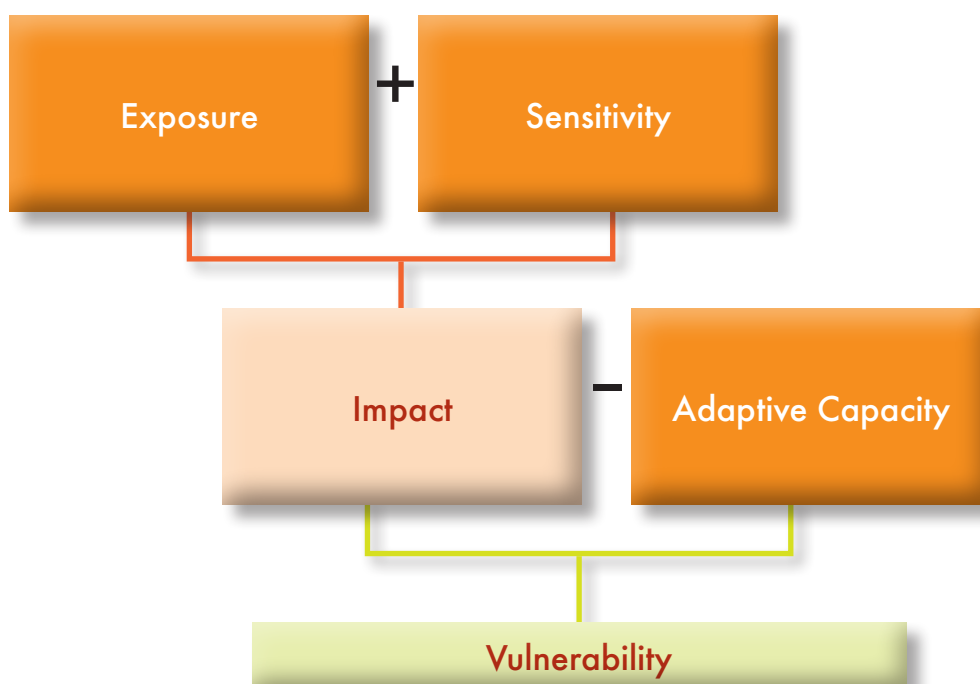 Exposure
+
Sensitivity
Impact
–
Adaptive Capacity
Vulnerability